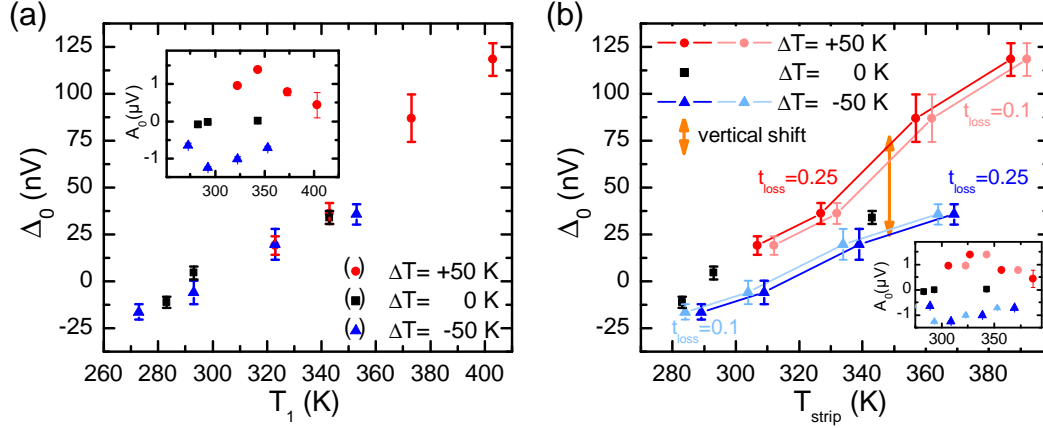 (a)
125
100
75
50
25
0
-25
Δ0 (nV)
A0(µV)
1
0
-1
300
350
400
( ) ΔT= +50 K
( ) ΔT= 0 K
( ) ΔT= -50 K
260
280
300
320
340
360
380
400
T1 (K)
(b)
125
100
75
50
25
0
-25
Δ0 (nV)
ΔT= +50 K
ΔT= 0 K
ΔT= -50 K
vertical shift
tloss=0.1
tloss=0.25
tloss=0.25
tloss=0.1
A0(µV)
1
0
-1
300
350
280
300
320
340
360
380
Tstrip (K)